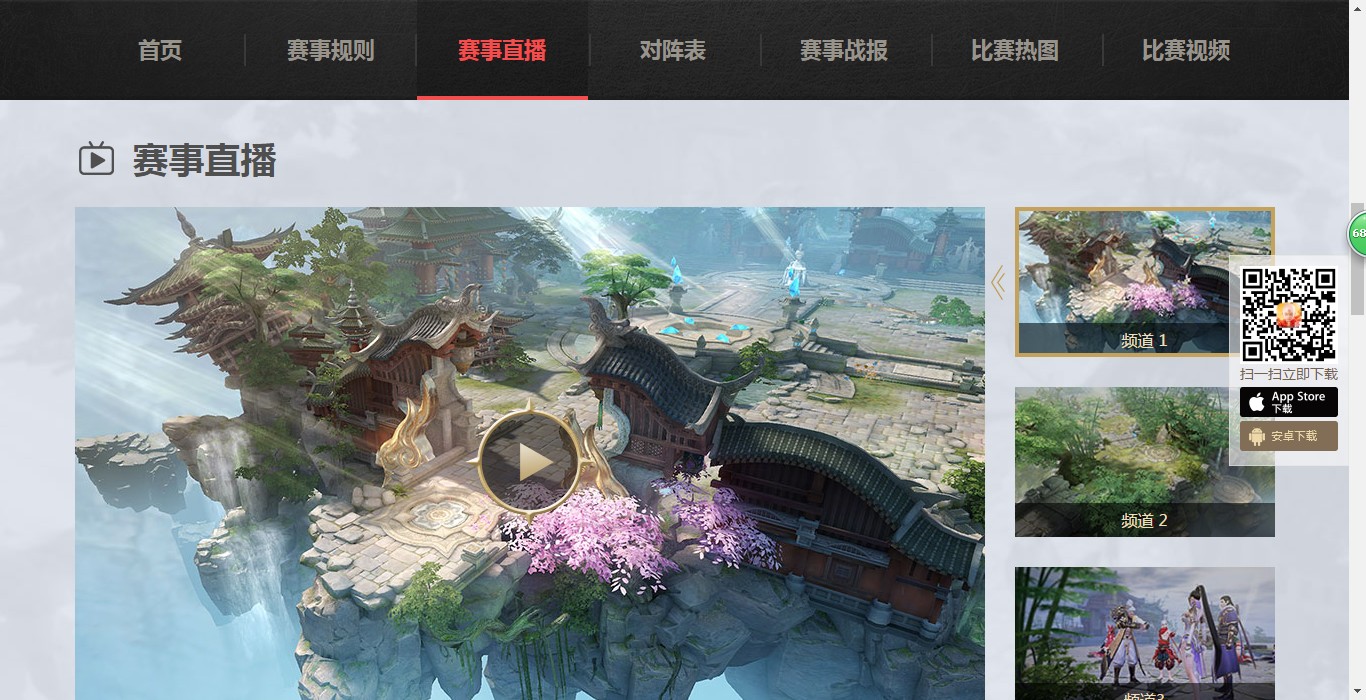 首页
赛事规则
赛事直播
对阵表
赛事战报
比赛热图
比赛视频
赛事直播
频道 1
频道 2
频道3
扫一扫立即下载
App Store
下载
安卓下载
68